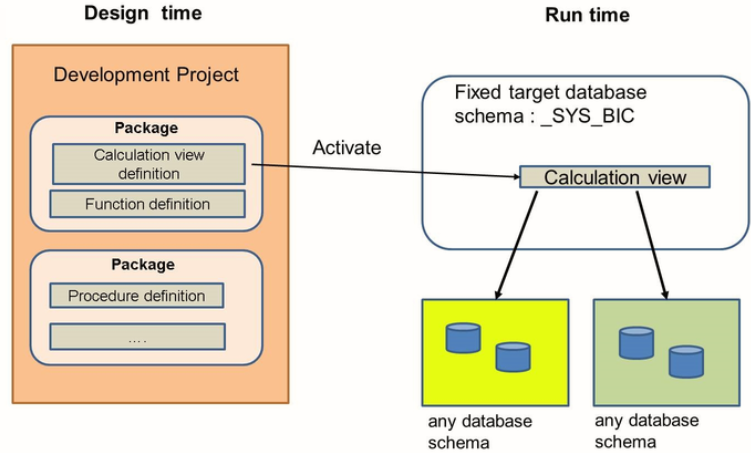 Design time
Run time
Development Project
Package
Calculation view
definition
Function definition
Package
Procedure definition
....
Activate
Fixed target database
schema : _SYS_BIC
Calculation view
any database
schema
any database
schema